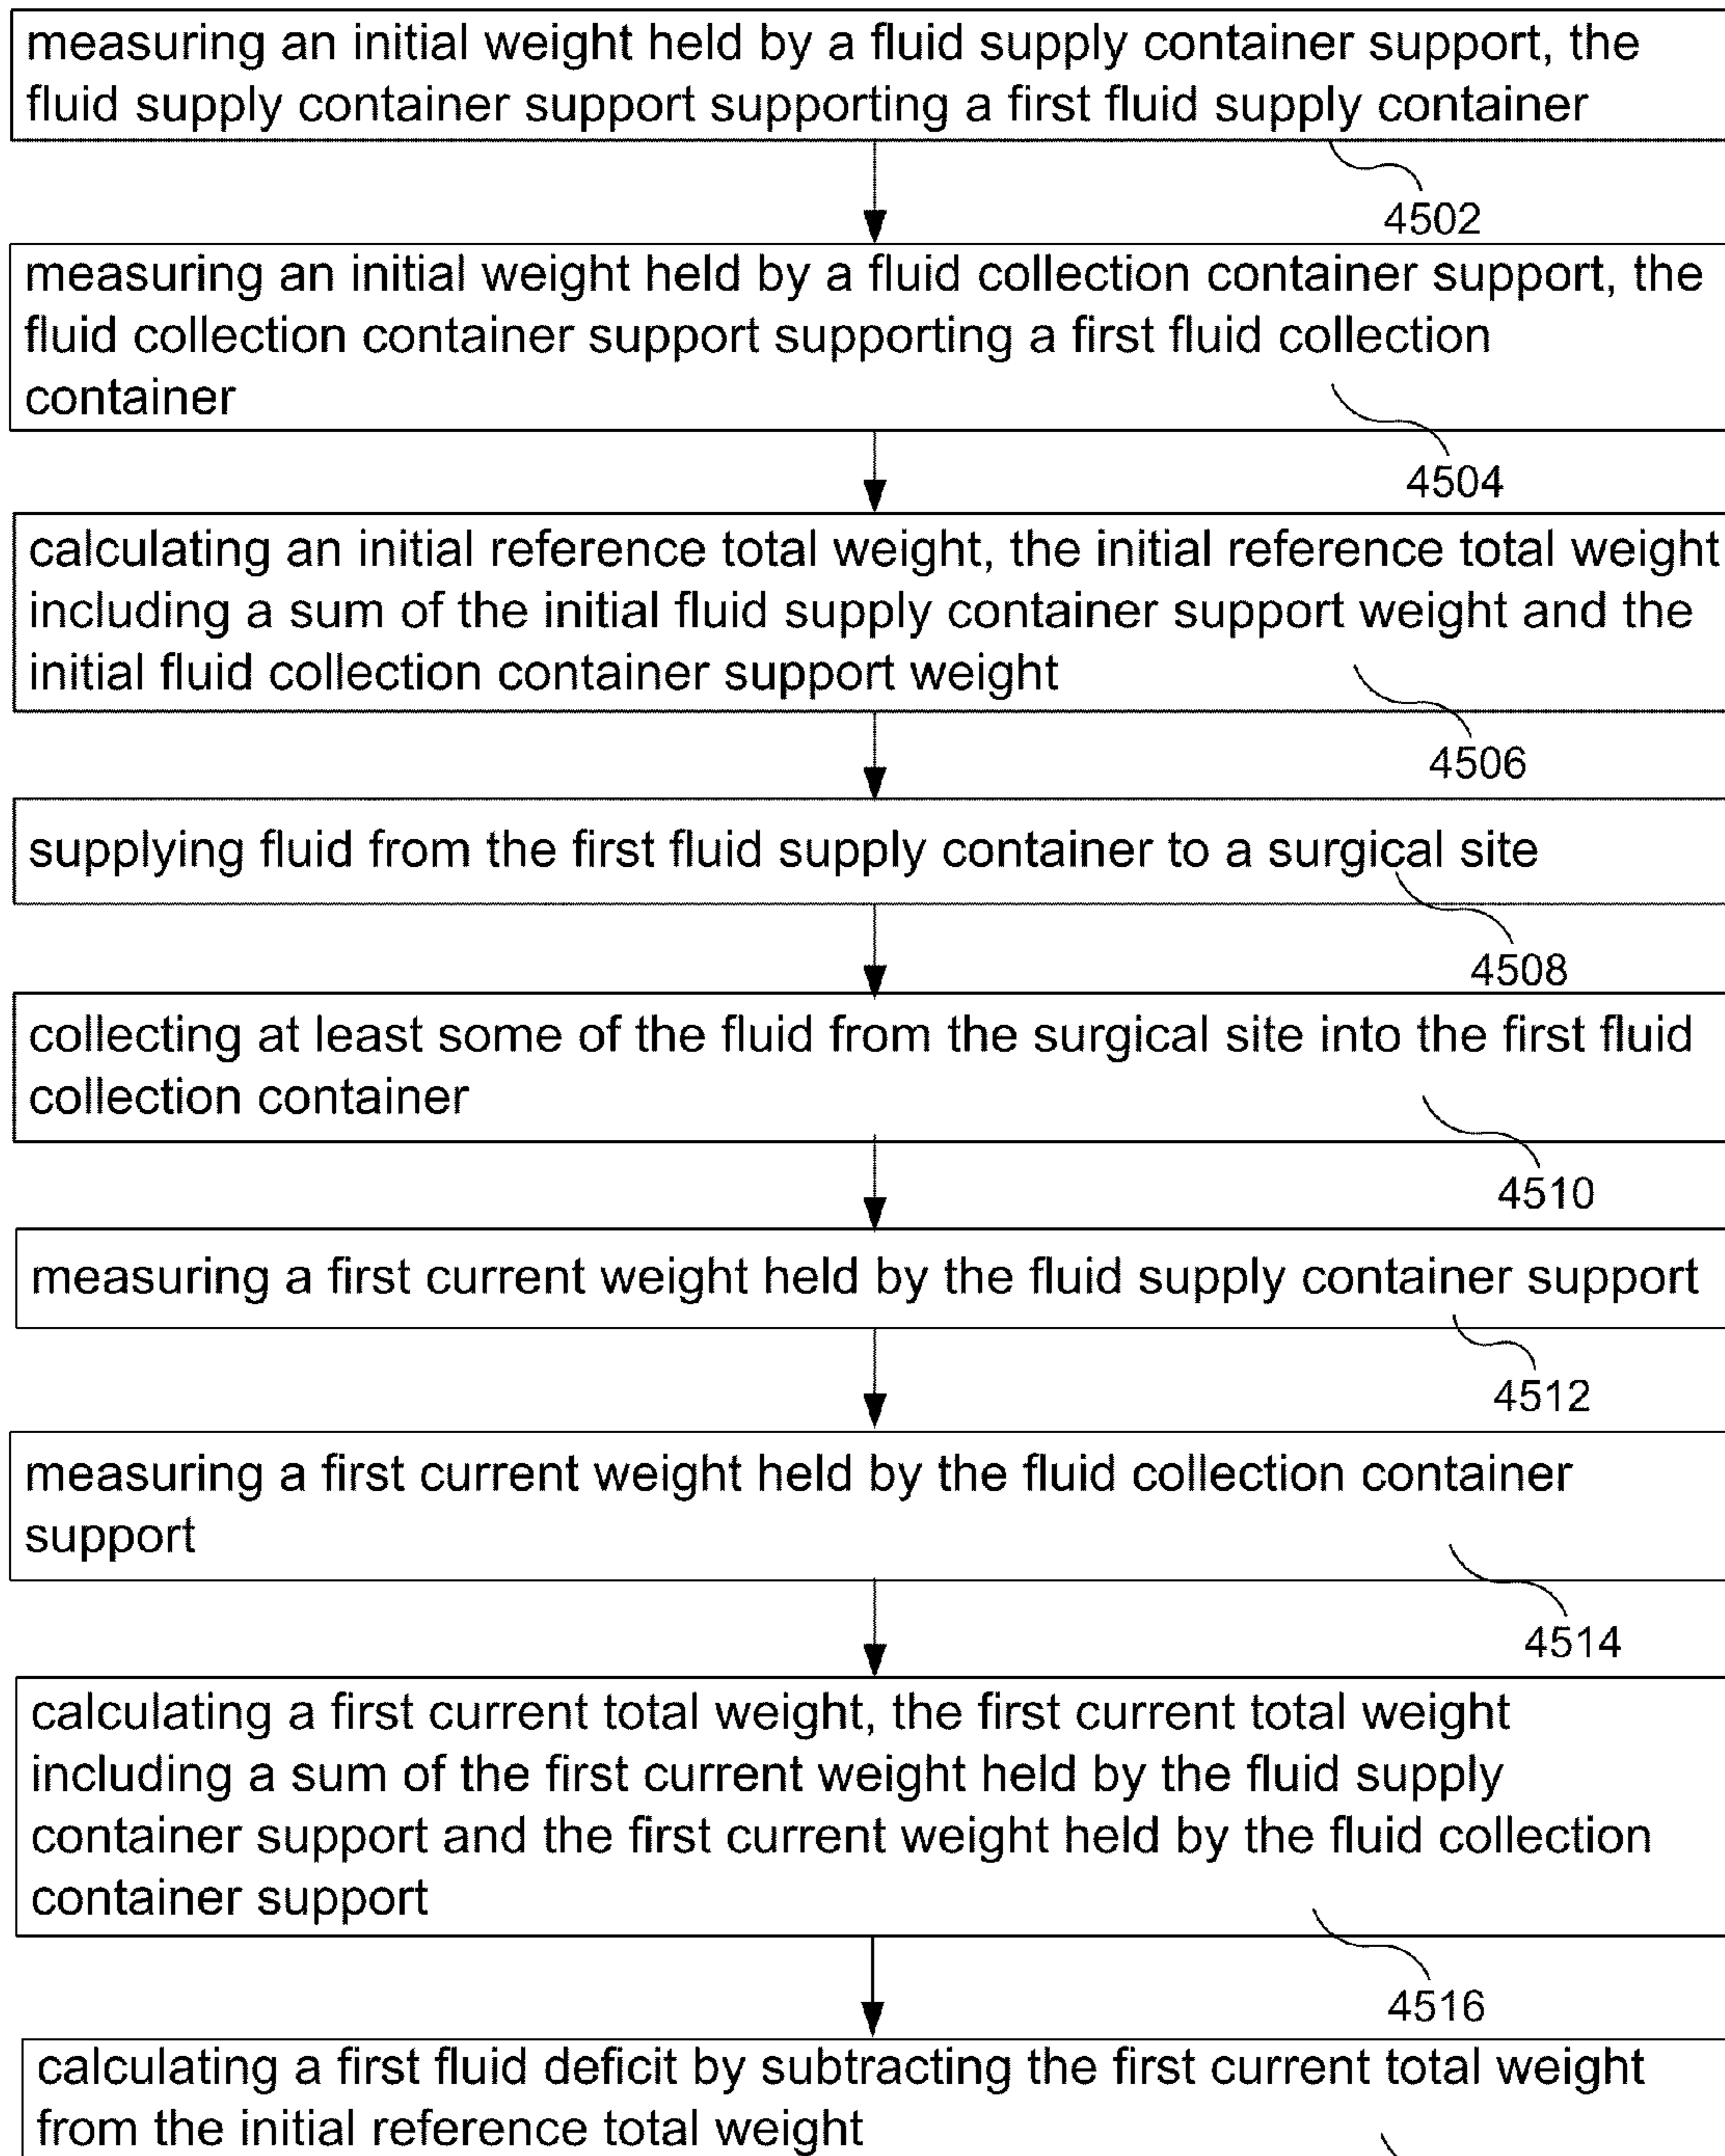 measuring an initial weight held by a fluid supply container support, the
fluid supply container support supporting a first fluid supply container
4502
measuring an initial weight held by a fluid collection container support, the
fluid collection container support supporting a first fluid collection
container
4504
calculating an initial reference total weight, the initial reference total weight
including a sum of the initial fluid supply container support weight and the
initial fluid collection container support weight
4506
supplying fluid from the first fluid supply container to a surgical site
4508
collecting at least some of the fluid from the surgical site into the first fluid
collection container
4510
measuring a first current weight held by the fluid supply container support
4512
measuring a first current weight held by the fluid collection container
support
4514
calculating a first current total weight, the first current total weight
including a sum of the first current weight held by the fluid supply
container support and the first current weight held by the fluid collection
container support
4516
calculating a first fluid deficit by subtracting the first current total weight
from the initial reference total weight